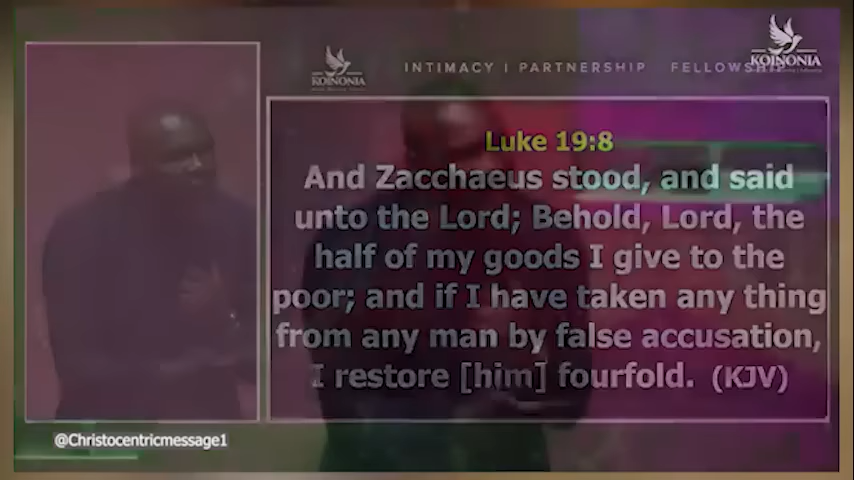 KOINONIA
KOINONIA
INTIMACY | PARTNERSHIP FELLOWSHIP
Luke 19:8
And Zacchaeus stood, and said
unto the Lord; Behold, Lord, the
half of my goods I give to the
poor; and if I have taken any thing
from any man by false accusation,
I restore [him] fourfold. (KJV)
@Christocentricmessage1